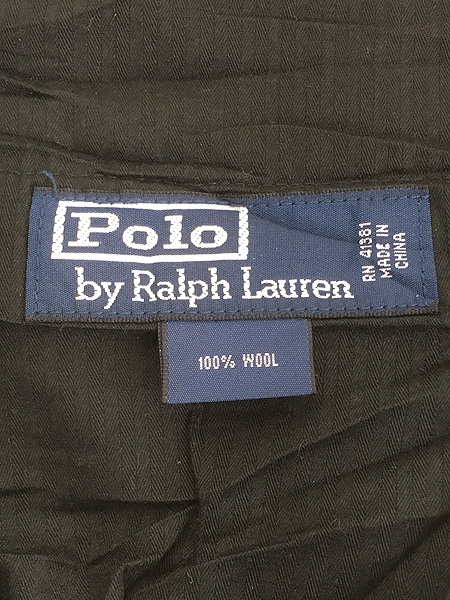 Polo
by Ralph Lauren
RN 41381
MADE IN
CHINA
100% WOOL